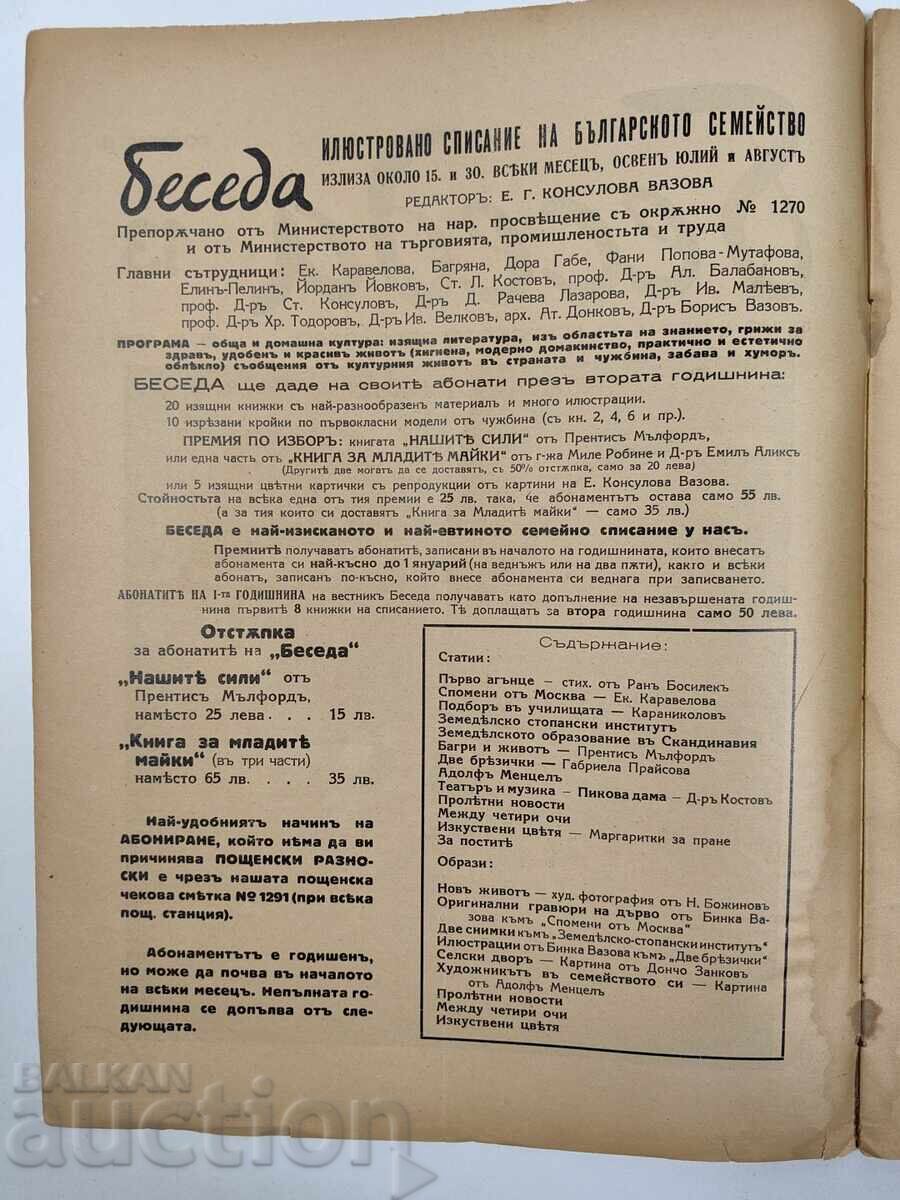 беседа
ИЛЮСТРОВАНО СПИСАНИЕ НА БЪЛГАРСКОТО СЕМЕЙСТВО
ИЗЛИЗА ОКОЛО 15. и 30. ВСѢКИ МЕСЕЦЪ, ОСВЕНЪ ЮЛИЙ и АВГУСТЪ
РЕДАКТОРЪ: Е. Г. КОНСУЛОВА ВАЗОВА
Препорѫчано отъ Министерството на нар. просвѣщение съ окрѫжно № 1270
и отъ Министерството на търговията, промишленостьта и труда
Главни сътрудници: Ек. Каравелова, Багряна, Дора Габе, Фани Попова-Мутафова,
Елинъ-Пелинъ, Йорданъ Йовковъ, Ст. Л. Костовъ, проф. Д-ръ Ал. Балабановъ,
проф. Д-ръ Ст. Консуловъ, Д-ръ Д. Рачева Лазарова, Д-ръ Ив. Малѣевъ,
проф. Д-ръ Хр. Тодоровъ, Д-ръ Ив. Велковъ, арх. Ат. Донковъ, Д-ръ Борисъ Вазовъ.
ПРОГРАМА — обща и домашна култура: изящна литература, изъ областьта на знанието, грижи за
здравъ, удобенъ и красивъ животъ (хигиена, модерно домакинство, практично и естетично
облѣкло) съобщения отъ културния животъ въ страната и чужбина, забава и хуморъ.
БЕСЕДА ще даде на своитѣ абонати презъ втората годишнина:
20 изящни книжки съ най-разнообразенъ материалъ и много илюстрации.
10 изрѣзани кройки по първокласни модели отъ чужбина (съ кн. 2, 4, 6 и пр.).
ПРЕМИЯ ПО ИЗБОРЪ: книгата „НАШИТѢ СИЛИ" отъ Прентисъ Мълфордъ,
или една часть отъ „КНИГА ЗА МЛАДИТѢ МАЙКИ" отъ г-жа Миле Робине и Д-ръ Емилъ Аликсъ
(Другитѣ две могатъ да се доставятъ, съ 50% отстѫпка, само за 20 лева)
или 5 изящни цвѣтни картички съ репродукции отъ картини на Е. Консулова Вазова.
Стойностьта на всѣка една отъ тия премии е 25 лв. така, че абонаментътъ остава само 55 лв.
(а за тия които си доставятъ „Книга за Младитѣ майки" — само 35 лв.)
БЕСЕДА е най-изисканото и най-евтиното семейно списание у насъ.
Премиитѣ получаватъ абонатитѣ, записани въ началото на годишнината, които внесатъ
абонамента си най-късно до 1 януарий (на веднъжъ или на два пѫти), както и всѣки
абонатъ, записанъ по-късно, който внесе абонамента си веднага при записването.
АБОНАТИТѢ НА I-та ГОДИШНИНА на вестникъ Беседа получаватъ като допълнение на незавършената годиш-
нина първитѣ 8 книжки на списанието. Тѣ доплащатъ за втора годишнина само 50 лева.
Отстѫпка
за абонатитѣ на „Беседа"
„Нашитѣ сили" отъ
Прентисъ Мълфордъ,
намѣсто 25 лева . . . 15 лв.
„Книга за младитѣ
майки" (въ три части)
намѣсто 65 лв. . . . 35 лв.
Най-удобниятъ начинъ на
АБОНИРАНЕ, който нѣма да ви
причинява ПОЩЕНСКИ РАЗНО-
СКИ е чрезъ нашата пощенска
чекова смѣтка № 1291 (при всѣка
пощ. станция).
Абонаментътъ е годишенъ,
но може да почва въ началото
на всѣки месецъ. Непълната го-
дишнина се допълва отъ сле-
дующата.
Съдържание:
Статии:
Първо агънце — стих. отъ Ранъ Босилекъ
Спомени отъ Москва — Ек. Каравелова
Подборъ въ училищата — Караниколовъ
Земедѣлско стопански институтъ
Земедѣлското образование въ Скандинавия
Багри и животъ — Прентисъ Мълфордъ
Две брѣзички — Габриела Прайсова
Адолфъ Менцелъ
Театъръ и музика — Пикова дама — Д-ръ Костовъ
Пролѣтни новости
Между четири очи
Изкуствени цвѣтя — Маргаритки за пране
За поститѣ
Образи:
Новъ животъ — худ. фотография отъ Н. Божиновъ
Оригинални гравюри на дърво отъ Бинка Ва-
зова къмъ „Спомени отъ Москва"
Две снимки къмъ „Земедѣлско-стопански институтъ"
Илюстрации отъ Бинка Вазова къмъ „Две брѣзички"
Селски дворъ — Картина отъ Дончо Занковъ
Художникътъ въ семейството си — Картина
отъ Адолфъ Менцелъ
Пролѣтни новости
Между четири очи
Изкуствени цвѣтя
BALKAN
auction